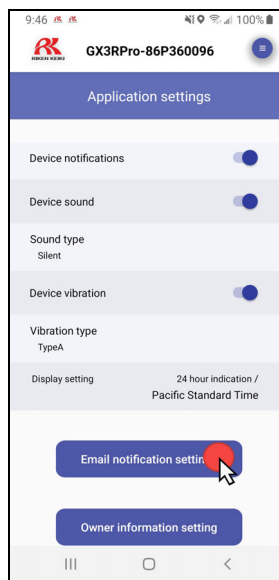 9:46 100%
RIKEN KEIKI
GX3RPro-86P360096
Application settings
Device notifications
Device sound
Sound type
Silent
Device vibration
Vibration type
TypeA
Display setting 24 hour indication /
Pacific Standard Time
Email notification settin
Owner information setting